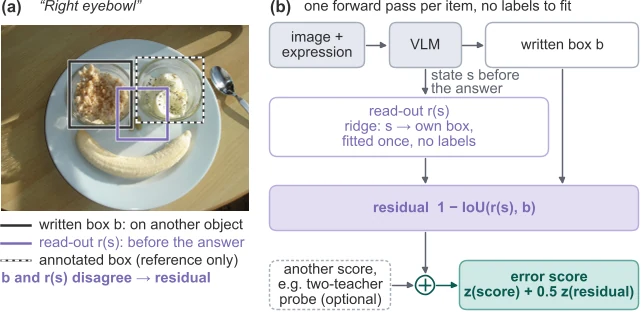 (a) "Right eyebowl"
written box b: on another object
read-out r(s): before the answer
annotated box (reference only)
b and r(s) disagree → residual
(b) one forward pass per item, no labels to fit
image +
expression
VLM
written box b
state s before
the answer
read-out r(s)
ridge: s → own box,
fitted once, no labels
residual 1 − IoU(r(s), b)
another score,
e.g. two-teacher
probe (optional)
+
error score
z(score) + 0.5 z(residual)